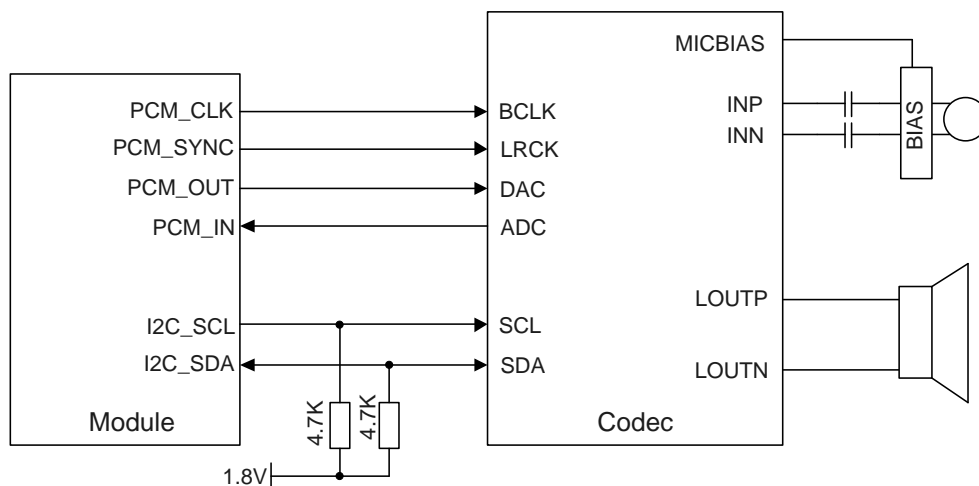 PCM_CLK
PCM_SYNC
PCM_OUT
PCM_IN
I2C_SCL
I2C_SDA
Module
4.7K
4.7K
1.8V
BCLK
LRCK
DAC
ADC
SCL
SDA
MICBIAS
INP
INN
LOUTP
LOUTN
Codec
BIAS